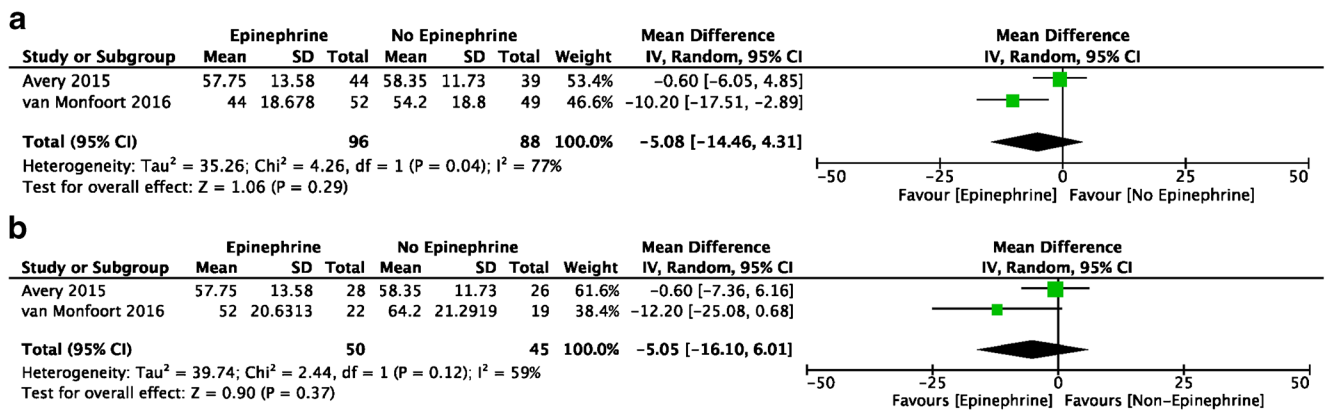 a
Epinephrine No Epinephrine Mean Difference Mean Difference
Study or Subgroup Mean SD Total Mean SD Total Weight IV, Random, 95% CI IV, Random, 95% CI
Avery 2015 57.75 13.58 44 58.35 11.73 39 53.4% −0.60 [−6.05, 4.85]
van Monfoort 2016 44 18.678 52 54.2 18.8 49 46.6% −10.20 [−17.51, −2.89]
Total (95% CI) 96 88 100.0% −5.08 [−14.46, 4.31]
Heterogeneity: Tau² = 35.26; Chi² = 4.26, df = 1 (P = 0.04); I² = 77%
Test for overall effect: Z = 1.06 (P = 0.29)
−50 −25 0 25 50
Favour [Epinephrine] Favour [No Epinephrine]
b
Epinephrine No Epinephrine Mean Difference Mean Difference
Study or Subgroup Mean SD Total Mean SD Total Weight IV, Random, 95% CI IV, Random, 95% CI
Avery 2015 57.75 13.58 28 58.35 11.73 26 61.6% −0.60 [−7.36, 6.16]
van Monfoort 2016 52 20.6313 22 64.2 21.2919 19 38.4% −12.20 [−25.08, 0.68]
Total (95% CI) 50 45 100.0% −5.05 [−16.10, 6.01]
Heterogeneity: Tau² = 39.74; Chi² = 2.44, df = 1 (P = 0.12); I² = 59%
Test for overall effect: Z = 0.90 (P = 0.37)
−50 −25 0 25 50
Favours [Epinephrine] Favours [Non-Epinephrine]